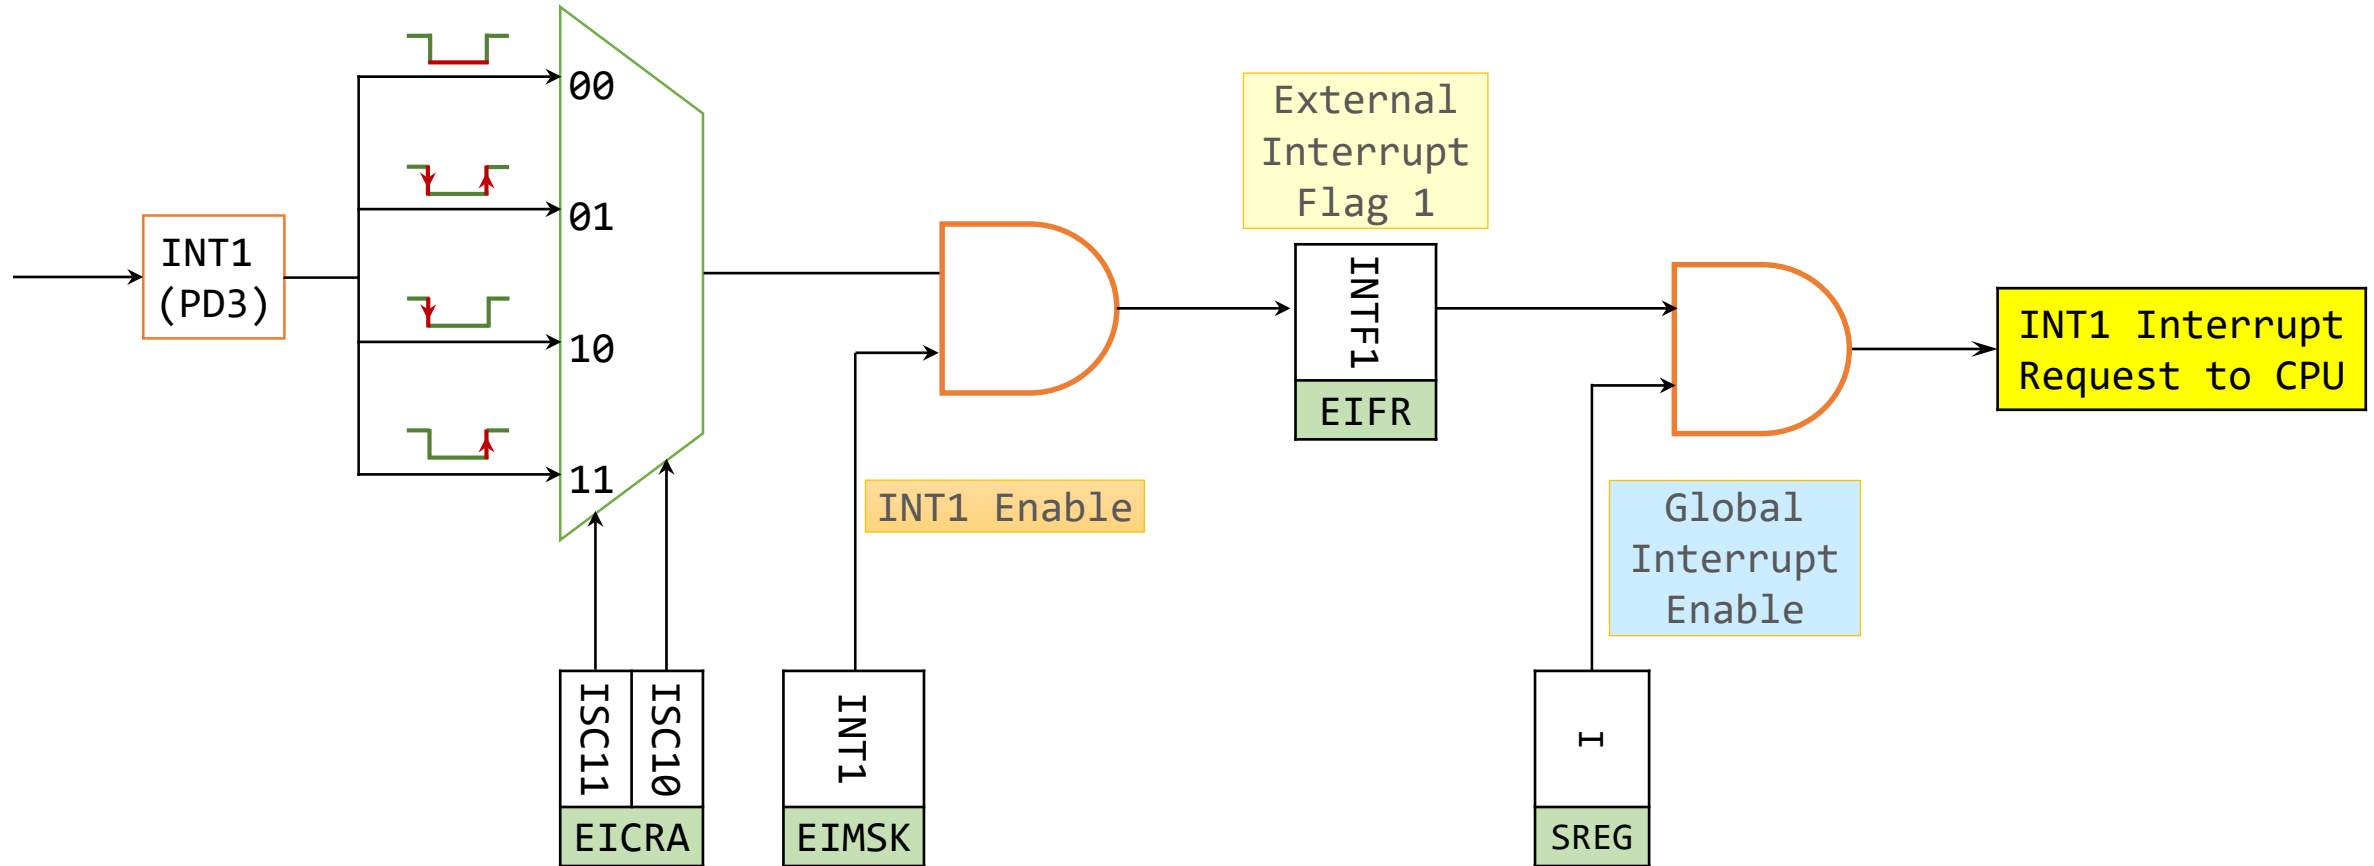 00
01
10
11
INT1
(PD3)
External
Interrupt
Flag 1
INTF1
EIFR
INT1 Interrupt
Request to CPU
INT1 Enable
Global
Interrupt
Enable
ISC11
ISC10
EICRA
INT1
EIMSK
I
SREG